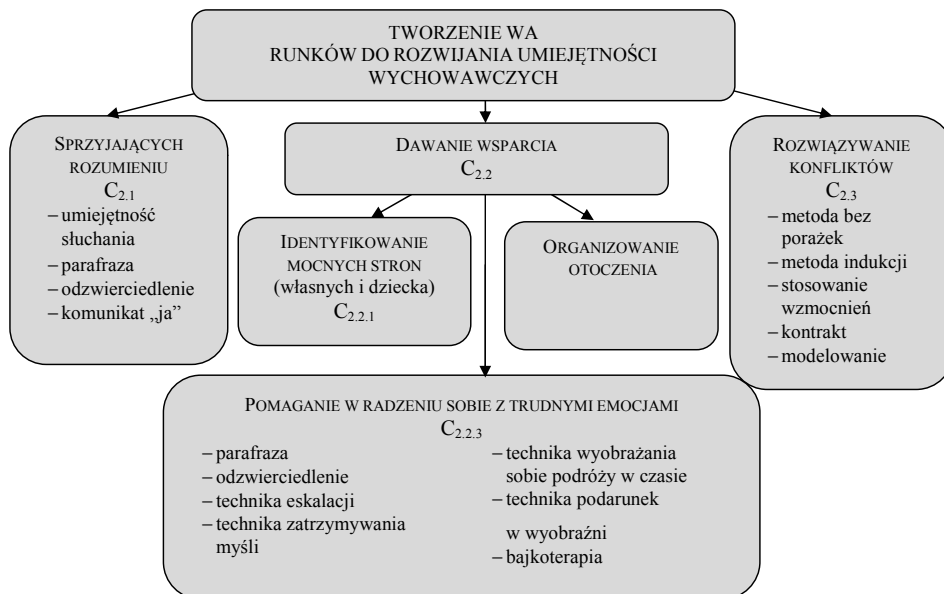 TWORZENIE WA
RUNKÓW DO ROZWIJANIA UMIEJĘTNOŚCI
WYCHOWAWCZYCH
SPRZYJAJĄCYCH
ROZUMIENIU
C2.1
– umiejętność
słuchania
– parafraza
– odzwierciedlenie
– komunikat „ja”
DAWANIE WSPARCIA
C2.2
ROZWIĄZYWANIE
KONFLIKTÓW
C2.3
– metoda bez
porażek
– metoda indukcji
– stosowanie
wzmocnień
– kontrakt
– modelowanie
IDENTYFIKOWANIE
MOCNYCH STRON
(własnych i dziecka)
C2.2.1
ORGANIZOWANIE
OTOCZENIA
POMAGANIE W RADZENIU SOBIE Z TRUDNYMI EMOCJAMI
C2.2.3
– parafraza
– odzwierciedlenie
– technika eskalacji
– technika zatrzymywania
myśli
– technika wyobrażania
sobie podróży w czasie
– technika podarunek
w wyobraźni
– bajkoterapia